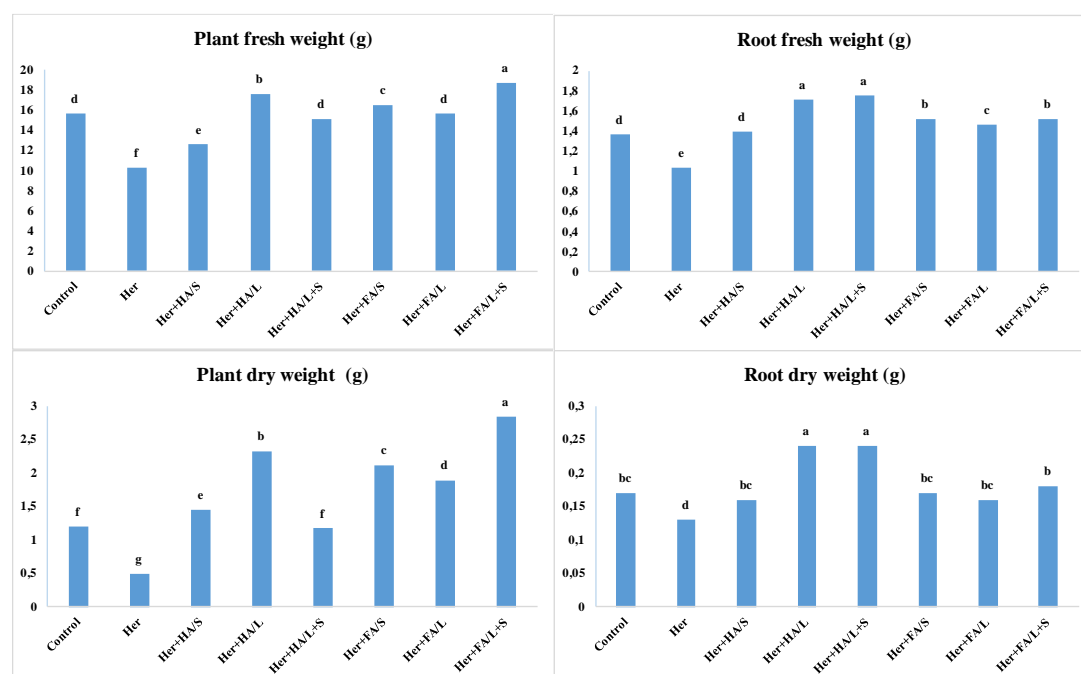 Plant fresh weight (g)
20
18
16
14
12
10
8
6
4
2
0
d
f
e
b
d
c
d
a
Control
Her
Her+HA/S
Her+HA/L
Her+HA/L+S
Her+FA/S
Her+FA/L
Her+FA/L+S
Root fresh weight (g)
2
1,8
1,6
1,4
1,2
1
0,8
0,6
0,4
0,2
0
d
e
d
a
a
b
c
b
Control
Her
Her+HA/S
Her+HA/L
Her+HA/L+S
Her+FA/S
Her+FA/L
Her+FA/L+S
Plant dry weight (g)
3
2,5
2
1,5
1
0,5
0
f
g
e
b
f
c
d
a
Control
Her
Her+HA/S
Her+HA/L
Her+HA/L+S
Her+FA/S
Her+FA/L
Her+FA/L+S
Root dry weight (g)
0,3
0,25
0,2
0,15
0,1
0,05
0
bc
d
bc
a
a
bc
bc
b
Control
Her
Her+HA/S
Her+HA/L
Her+HA/L+S
Her+FA/S
Her+FA/L
Her+FA/L+S